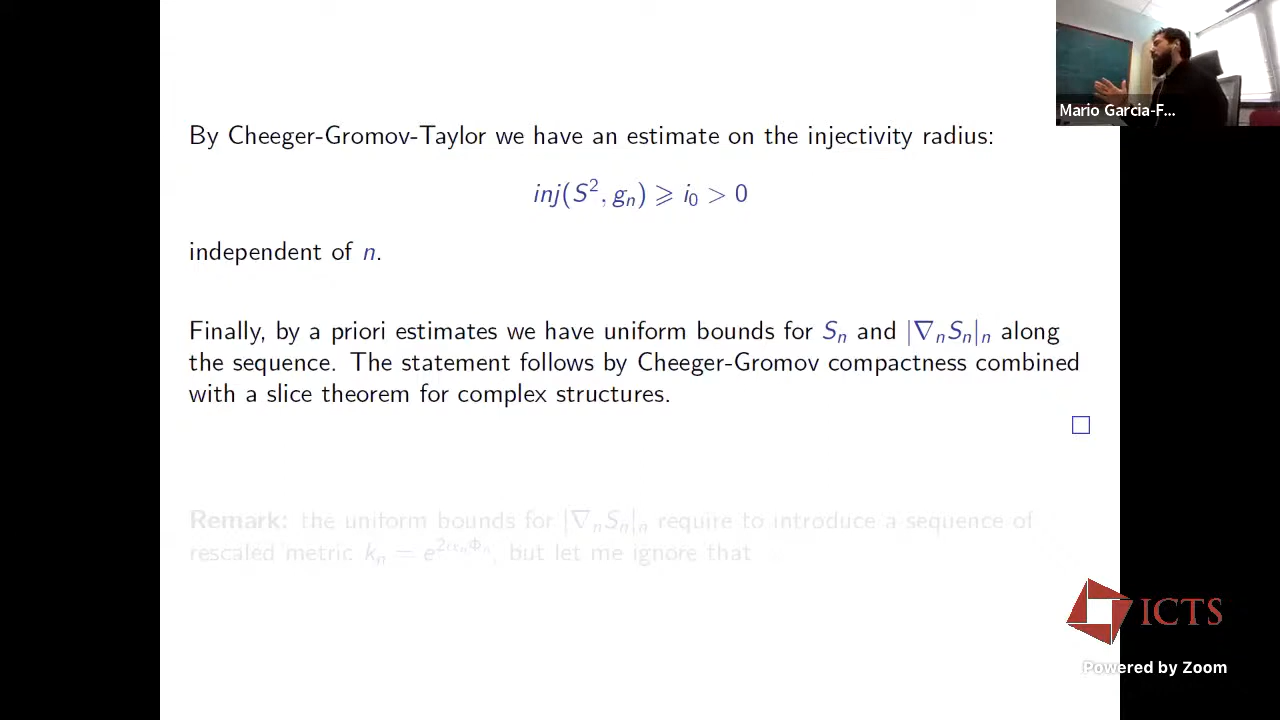 Mario Garcia-F...
By Cheeger-Gromov-Taylor we have an estimate on the injectivity radius:
inj(S², gₙ) ⩾ i₀ > 0
independent of n.
Finally, by a priori estimates we have uniform bounds for Sₙ and |∇ₙSₙ|ₙ along
the sequence. The statement follows by Cheeger-Gromov compactness combined
with a slice theorem for complex structures.
□
Remark: the uniform bounds for |∇ₙSₙ|ₙ require to introduce a sequence of
rescaled metric kₙ = e^{2αₙΦₙ}, but let me ignore that
ICTS
Powered by Zoom